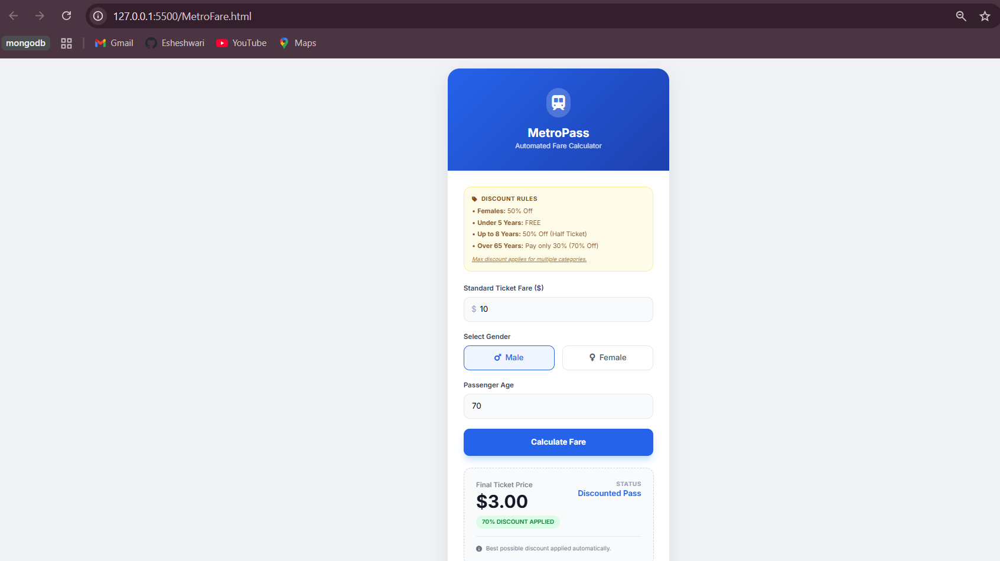 127.0.0.1:5500/MetroFare.html
mongodb
Gmail
Esheshwari
YouTube
Maps
MetroPass
Automated Fare Calculator
DISCOUNT RULES
• Females: 50% Off
• Under 5 Years: FREE
• Up to 8 Years: 50% Off (Half Ticket)
• Over 65 Years: Pay only 30% (70% Off)
Max discount applies for multiple categories.
Standard Ticket Fare ($)
$ 10
Select Gender
Male
Female
Passenger Age
70
Calculate Fare
Final Ticket Price
$3.00
70% DISCOUNT APPLIED
STATUS
Discounted Pass
Best possible discount applied automatically.